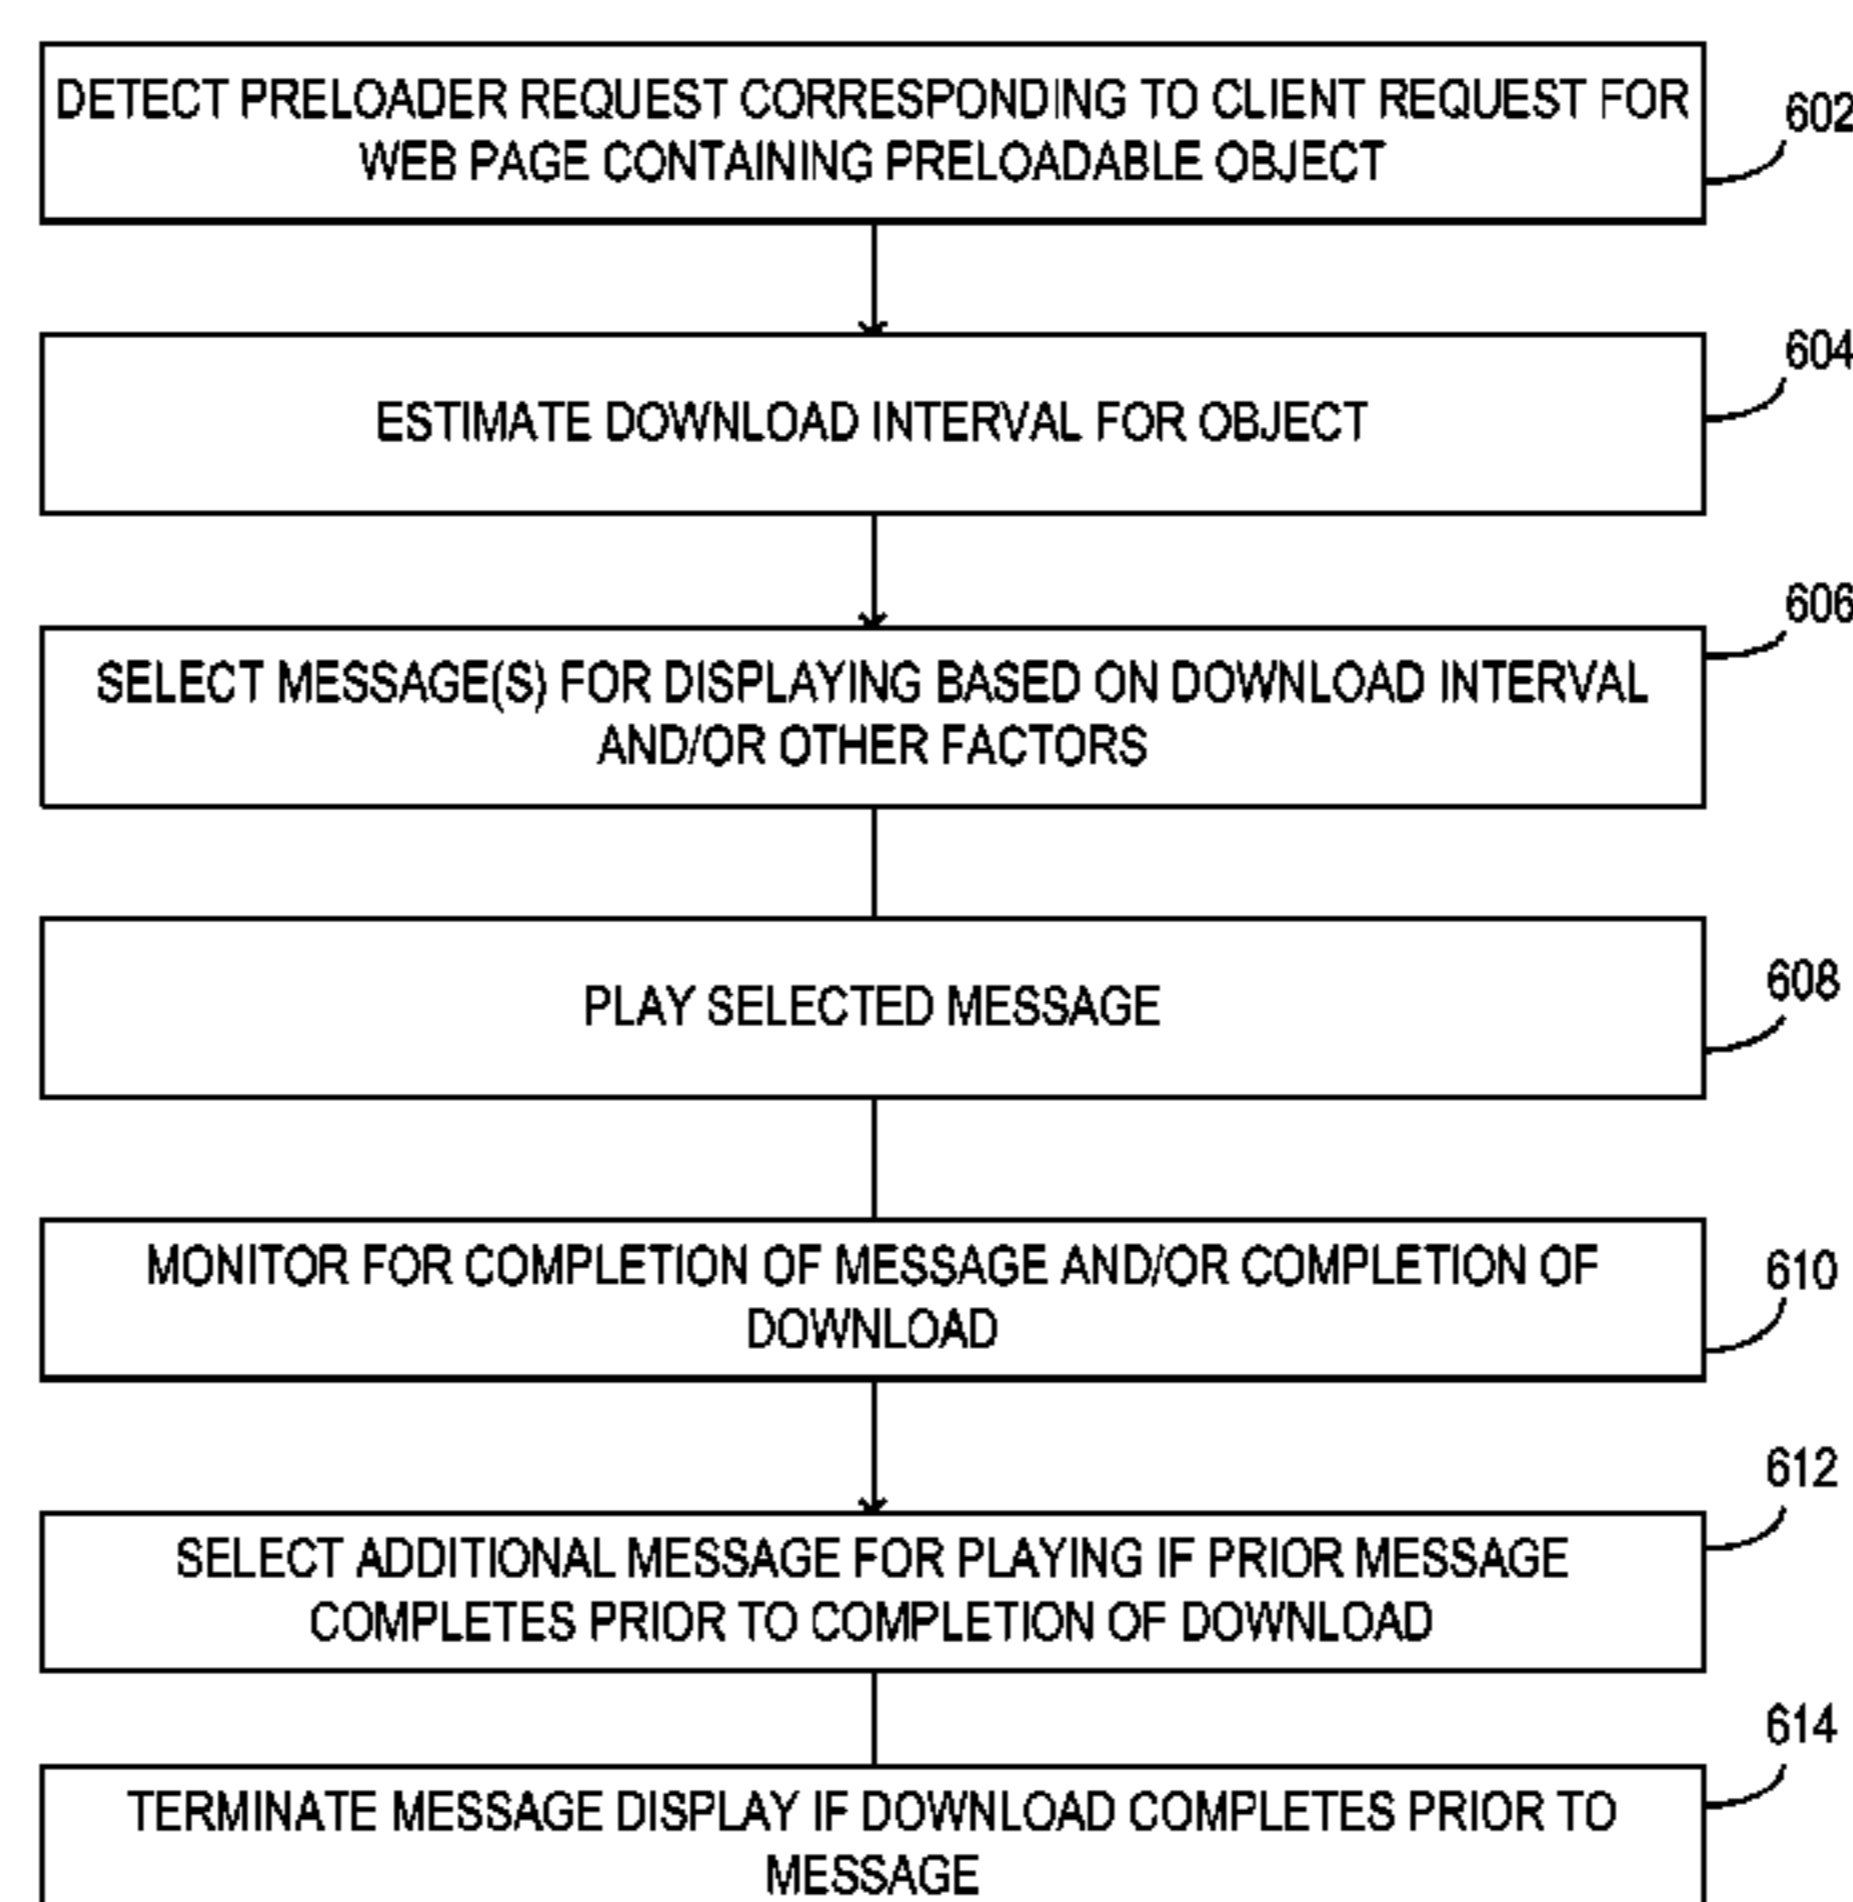 DETECT PRELOADER REQUEST CORRESPONDING TO CLIENT REQUEST FOR
WEB PAGE CONTAINING PRELOADABLE OBJECT
602
ESTIMATE DOWNLOAD INTERVAL FOR OBJECT
604
SELECT MESSAGE(S) FOR DISPLAYING BASED ON DOWNLOAD INTERVAL
AND/OR OTHER FACTORS
606
PLAY SELECTED MESSAGE
608
MONITOR FOR COMPLETION OF MESSAGE AND/OR COMPLETION OF
DOWNLOAD
610
SELECT ADDITIONAL MESSAGE FOR PLAYING IF PRIOR MESSAGE
COMPLETES PRIOR TO COMPLETION OF DOWNLOAD
612
TERMINATE MESSAGE DISPLAY IF DOWNLOAD COMPLETES PRIOR TO
MESSAGE
614